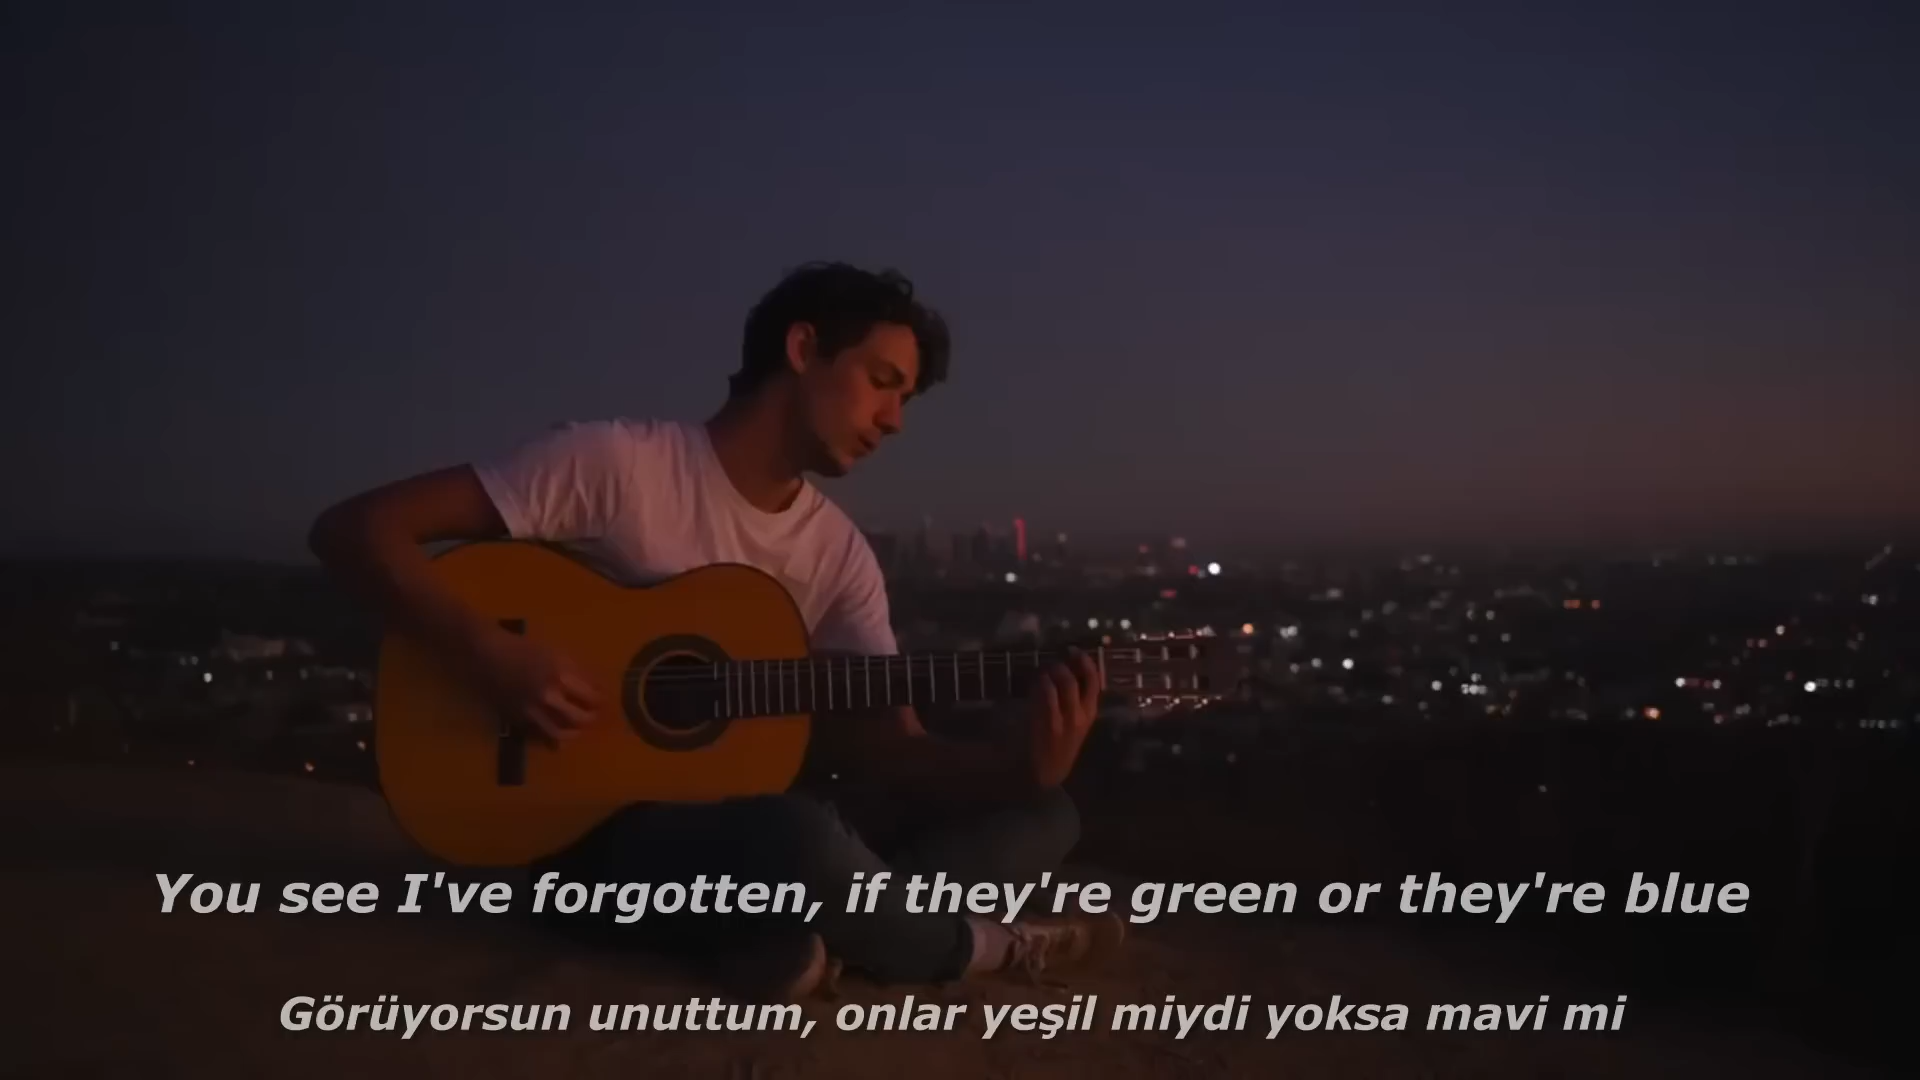 You see I've forgotten, if they're green or they're blue
Görüyorsun unuttum, onlar yeşil miydi yoksa mavi mi